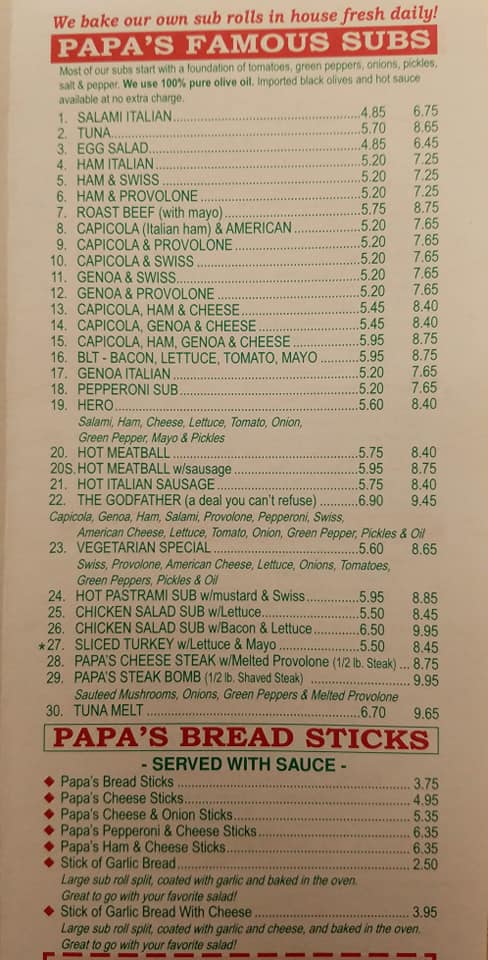 We bake our own sub rolls in house fresh daily!
PAPA'S FAMOUS SUBS
Most of our subs start with a foundation of tomatoes, green peppers, onions, pickles,
salt & pepper. We use 100% pure olive oil. Imported black olives and hot sauce
available at no extra charge.
1. SALAMI ITALIAN 4.85 6.75
2. TUNA 5.70 8.65
3. EGG SALAD 4.85 6.45
4. HAM ITALIAN 5.20 7.25
5. HAM & SWISS 5.20 7.25
6. HAM & PROVOLONE 5.20 7.25
7. ROAST BEEF (with mayo) 5.75 8.75
8. CAPICOLA (Italian ham) & AMERICAN 5.20 7.65
9. CAPICOLA & PROVOLONE 5.20 7.65
10. CAPICOLA & SWISS 5.20 7.65
11. GENOA & SWISS 5.20 7.65
12. GENOA & PROVOLONE 5.20 7.65
13. CAPICOLA, HAM & CHEESE 5.45 8.40
14. CAPICOLA, GENOA & CHEESE 5.45 8.40
15. CAPICOLA, HAM, GENOA & CHEESE 5.95 8.75
16. BLT - BACON, LETTUCE, TOMATO, MAYO 5.95 8.75
17. GENOA ITALIAN 5.20 7.65
18. PEPPERONI SUB 5.20 7.65
19. HERO 5.60 8.40
Salami, Ham, Cheese, Lettuce, Tomato, Onion,
Green Pepper, Mayo & Pickles
20. HOT MEATBALL 5.75 8.40
20S. HOT MEATBALL w/sausage 5.95 8.75
21. HOT ITALIAN SAUSAGE 5.75 8.40
22. THE GODFATHER (a deal you can't refuse) 6.90 9.45
Capicola, Genoa, Ham, Salami, Provolone, Pepperoni, Swiss,
American Cheese, Lettuce, Tomato, Onion, Green Pepper, Pickles & Oil
23. VEGETARIAN SPECIAL 5.60 8.65
Swiss, Provolone, American Cheese, Lettuce, Onions, Tomatoes,
Green Peppers, Pickles & Oil
24. HOT PASTRAMI SUB w/mustard & Swiss 5.95 8.85
25. CHICKEN SALAD SUB w/Lettuce 5.50 8.45
26. CHICKEN SALAD SUB w/Bacon & Lettuce 6.50 9.95
*27. SLICED TURKEY w/Lettuce & Mayo 5.50 8.45
28. PAPA'S CHEESE STEAK w/Melted Provolone (1/2 lb. Steak) 8.75
29. PAPA'S STEAK BOMB (1/2 lb. Shaved Steak) 9.95
Sauteed Mushrooms, Onions, Green Peppers & Melted Provolone
30. TUNA MELT 6.70 9.65
PAPA'S BREAD STICKS
- SERVED WITH SAUCE -
Papa's Bread Sticks 3.75
Papa's Cheese Sticks 4.95
Papa's Cheese & Onion Sticks 5.35
Papa's Pepperoni & Cheese Sticks 6.35
Papa's Ham & Cheese Sticks 6.35
Stick of Garlic Bread 2.50
Large sub roll split, coated with garlic and baked in the oven.
Great to go with your favorite salad!
Stick of Garlic Bread With Cheese 3.95
Large sub roll split, coated with garlic and cheese, and baked in the oven.
Great to go with your favorite salad!